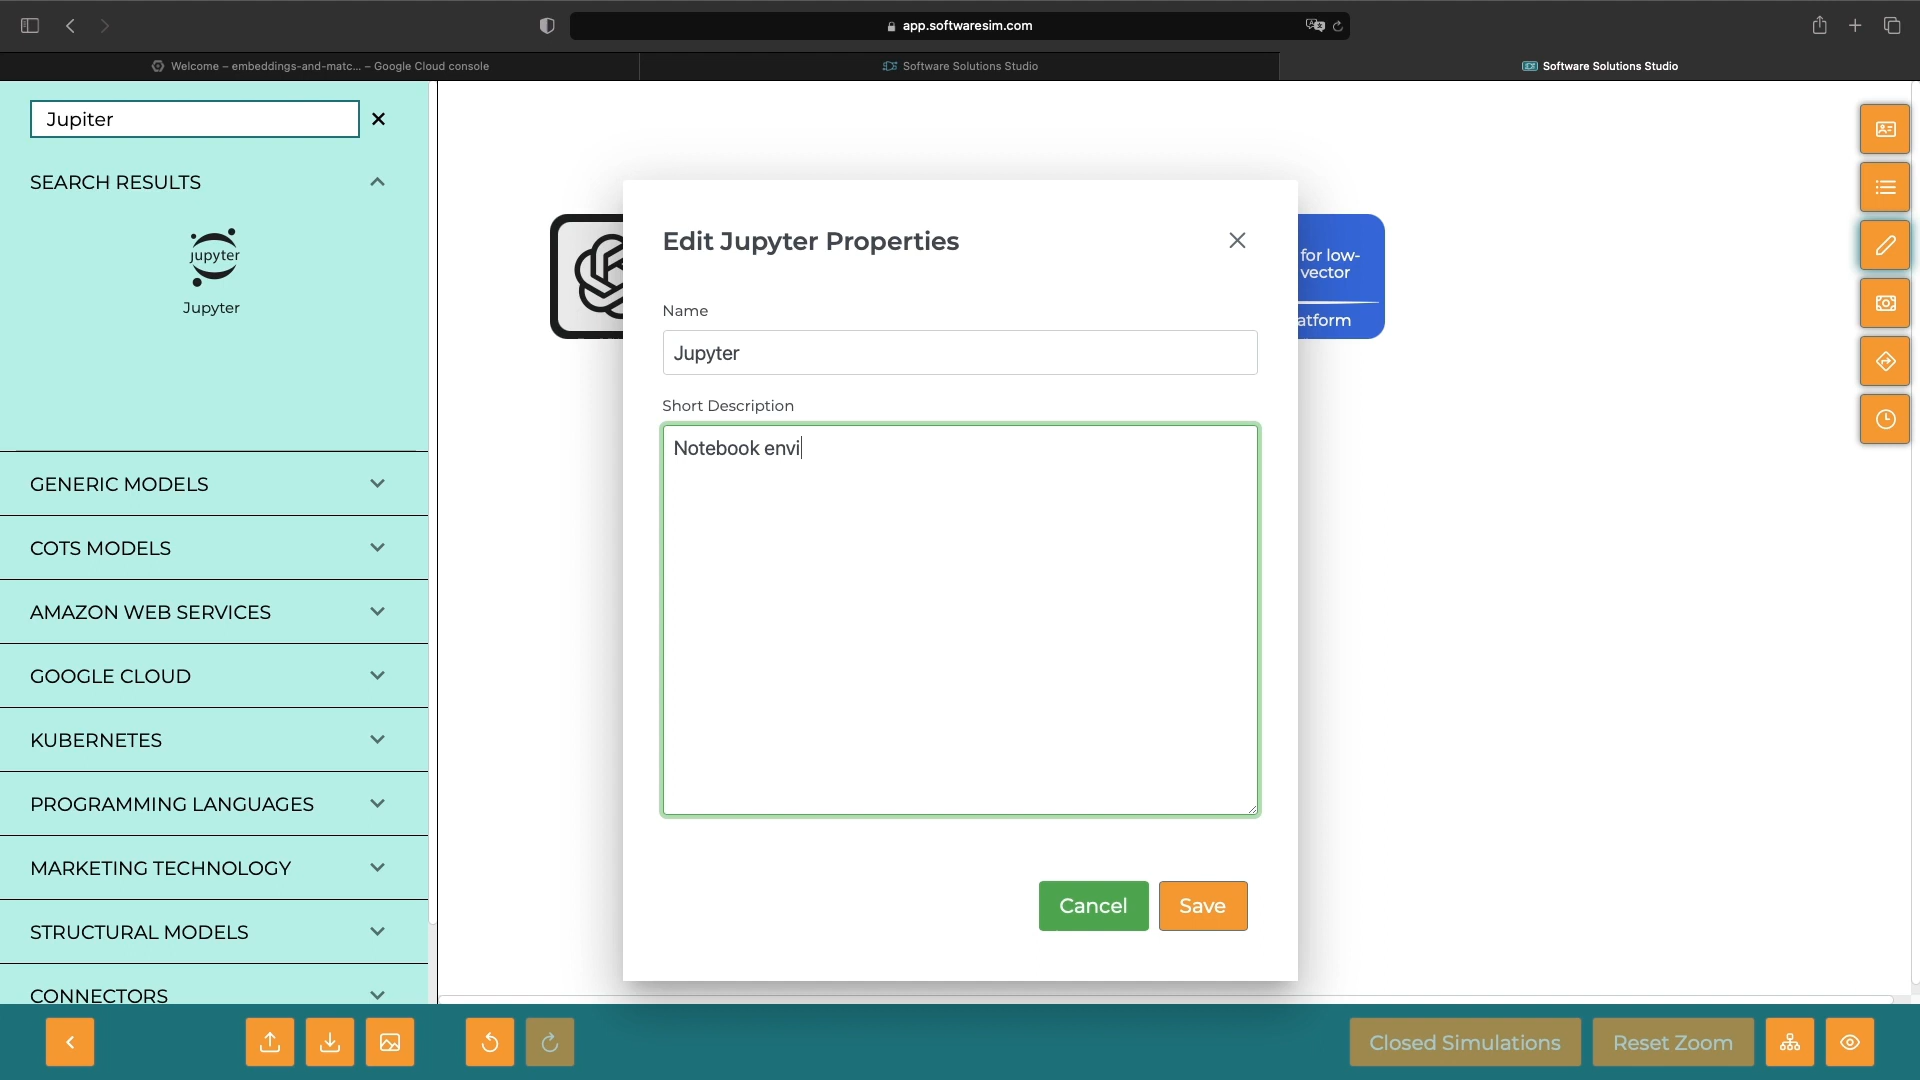 app.softwaresim.com
Welcome – embeddings-and-matc... – Google Cloud console
Software Solutions Studio
Software Solutions Studio
Jupiter
SEARCH RESULTS
jupyter
Jupyter
GENERIC MODELS
COTS MODELS
AMAZON WEB SERVICES
GOOGLE CLOUD
KUBERNETES
PROGRAMMING LANGUAGES
MARKETING TECHNOLOGY
STRUCTURAL MODELS
CONNECTORS
for low-
vector
atform
Edit Jupyter Properties
Name
Jupyter
Short Description
Notebook envi
Cancel
Save
Closed Simulations
Reset Zoom